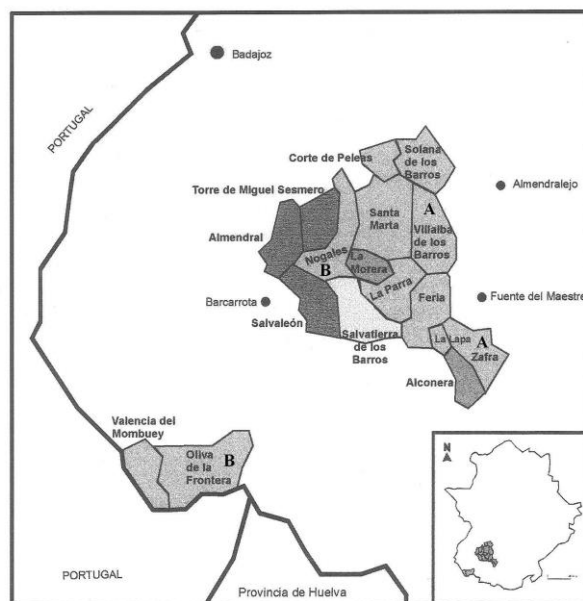 Badajoz
PORTUGAL
Corte de Peleas
Solana
de los
Barros
Almendralejo
Torre de Miguel Sesmero
Santa
Marta
A
Villalba
de los
Barros
Almendral
Nogales
B
La
Morera
La Parra
Feria
Barcarrota
Fuente del Maestre
Salvaleón
Salvatierra
de los
Barros
La Lapa
A
Zafra
Alconera
Valencia del
Mombuey
Oliva
de la
Frontera
B
N
PORTUGAL
Provincia de Huelva